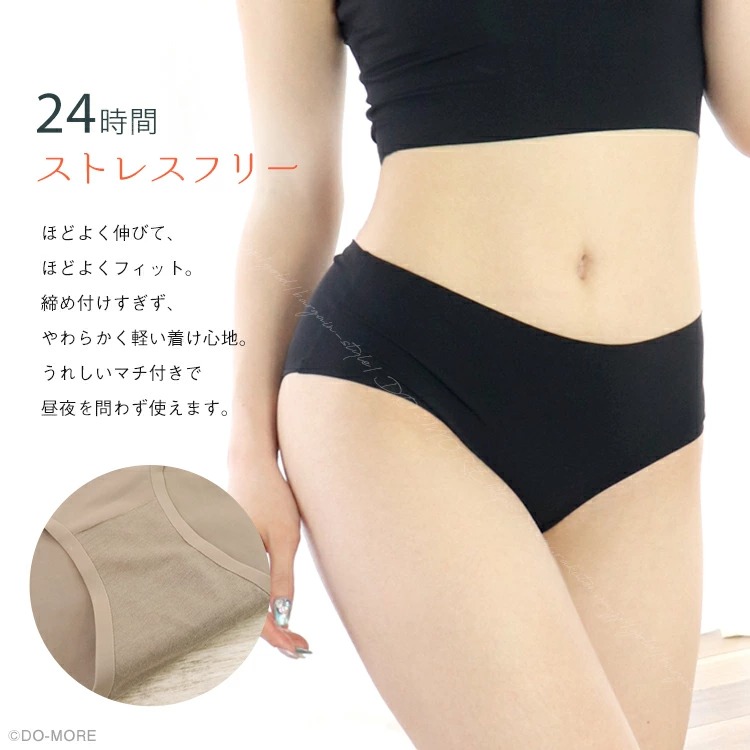 24時間
ストレスフリー
ほどよく伸びて、
ほどよくフィット。
締め付けすぎず、
やわらかく軽い着け心地。
うれしいマチ付きで
昼夜を問わず使えます。
©DO-MORE